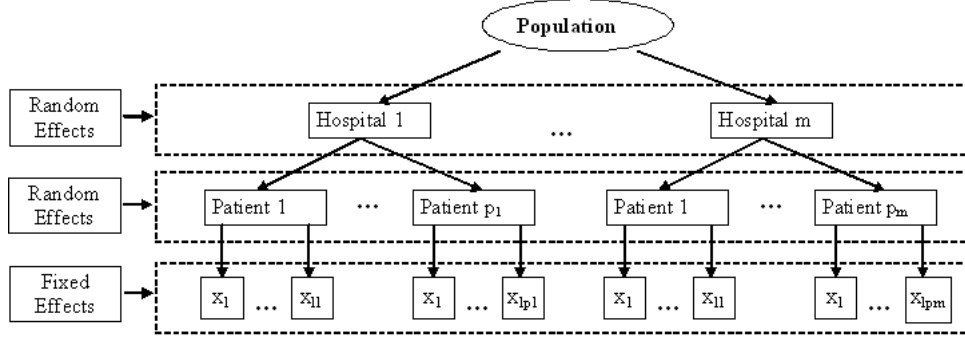 Population
Random
Effects
Hospital 1
...
Hospital m
Random
Effects
Patient 1
...
Patient p1
Patient 1
...
Patient pm
Fixed
Effects
x1 ... xl1 x1 ... xlp1 x1 ... xl1 x1 ... xlpm